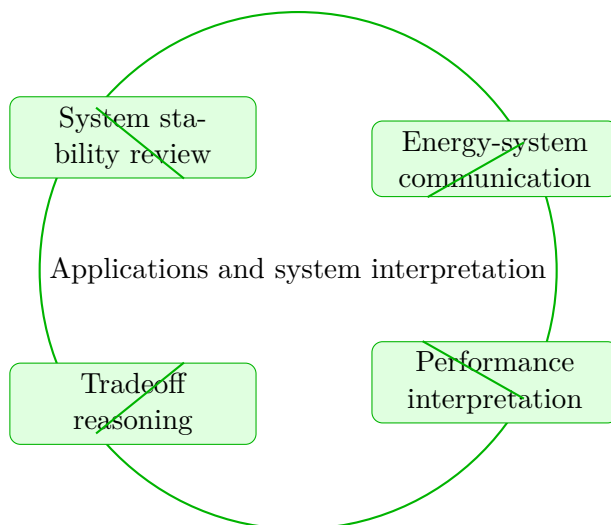 System sta-
bility review
Energy-system
communication
Applications and system interpretation
Tradeoff
reasoning
Performance
interpretation